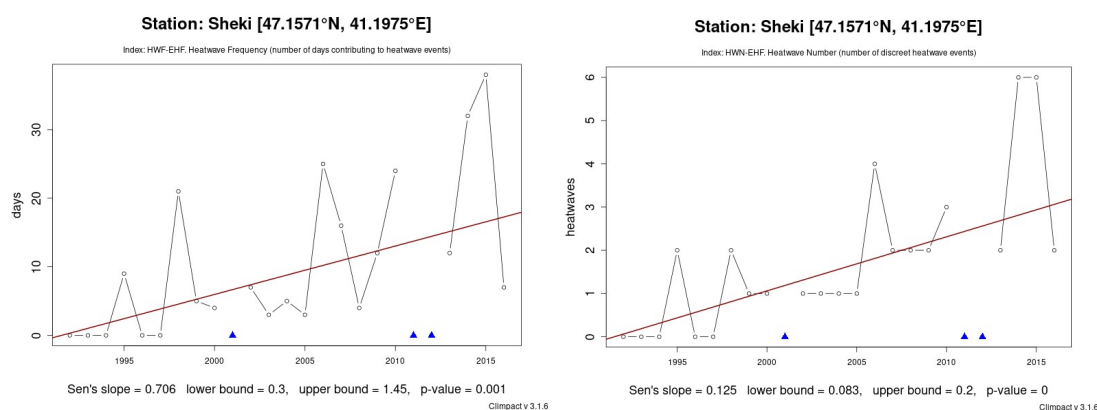 Station: Sheki [47.1571°N, 41.1975°E]
Index: HWF-EHF. Heatwave Frequency (number of days contributing to heatwave events)
30
20
10
0
days
1995
2000
2005
2010
2015
Sen's slope = 0.706 lower bound = 0.3, upper bound = 1.45, p-value = 0.001
Climpact v 3.1.6
Station: Sheki [47.1571°N, 41.1975°E]
Index: HWN-EHF. Heatwave Number (number of discreet heatwave events)
6
5
4
3
2
1
0
heatwaves
1995
2000
2005
2010
2015
Sen's slope = 0.125 lower bound = 0.083, upper bound = 0.2, p-value = 0
Climpact v 3.1.6